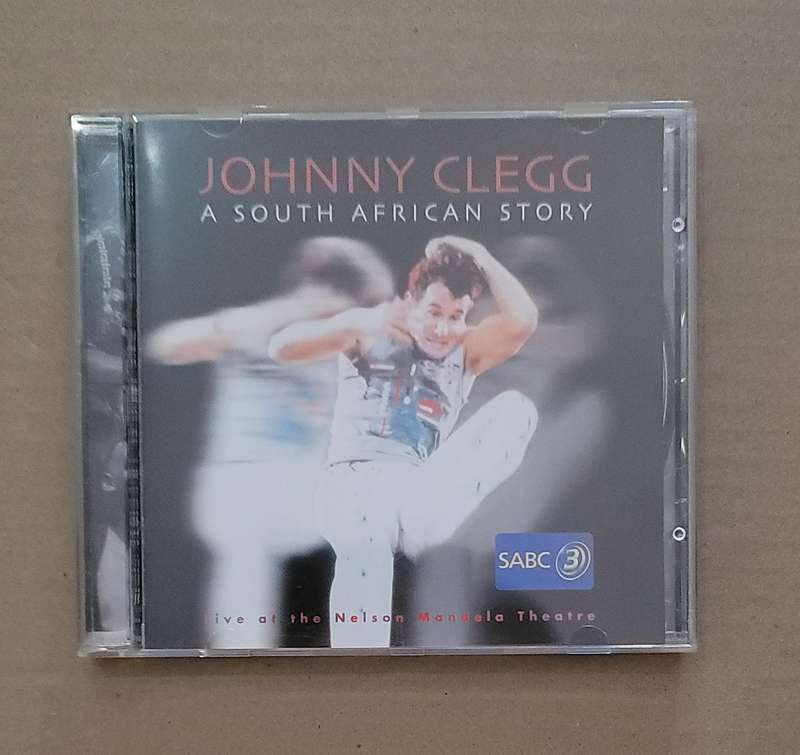 JOHNNY CLEGG
A SOUTH AFRICAN STORY
SABC 3
Live at the Nelson Mandela Theatre